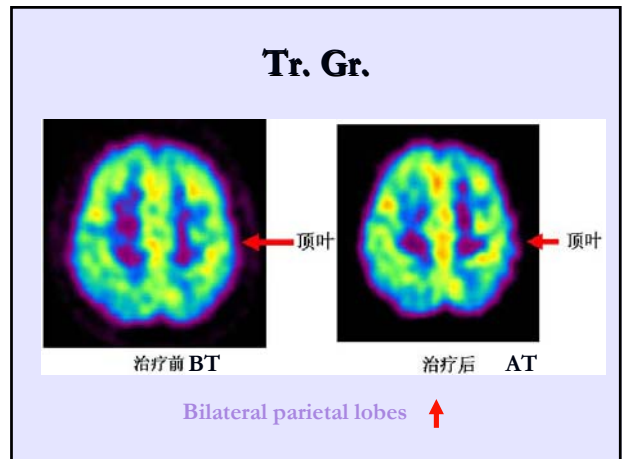 Tr. Gr.
顶叶
顶叶
治疗前 BT
治疗后 AT
Bilateral parietal lobes